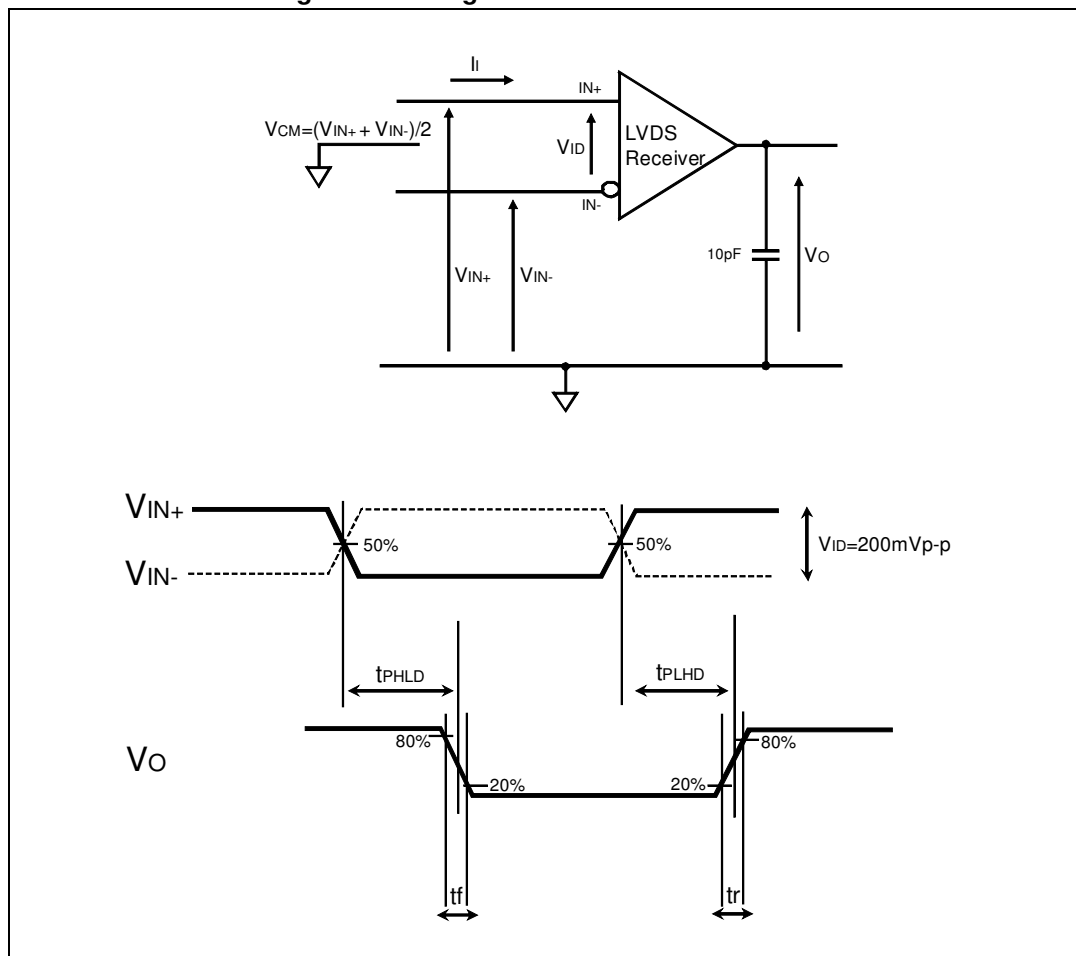 II
IN+
VCM=(VIN+ + VIN-)/2
LVDS
Receiver
VID
IN-
10pF
VO
VIN+
VIN-
VIN+
50%
50%
VID=200mVp-p
VIN-
tPHLD
tPLHD
80%
80%
VO
20%
20%
tf
tr